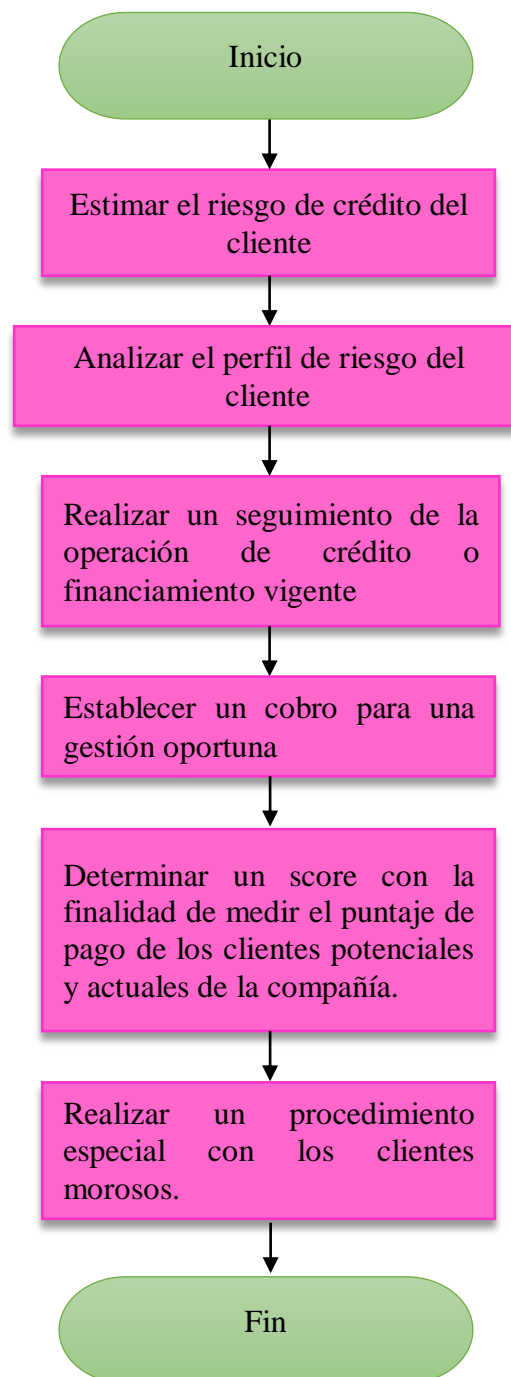 Inicio
Estimar el riesgo de crédito del
cliente
Analizar el perfil de riesgo del
cliente
Realizar un seguimiento de la
operación de crédito o
financiamiento vigente
Establecer un cobro para una
gestión oportuna
Determinar un score con la
finalidad de medir el puntaje de
pago de los clientes potenciales
y actuales de la compañía.
Realizar un procedimiento
especial con los clientes
morosos.
Fin